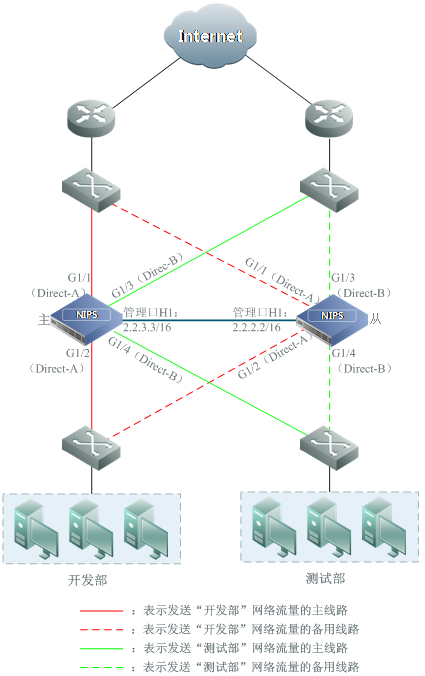 Internet
G1/1
（Direct-A）
G1/3（Direc-B）
G1/1（Direct-A）
G1/3
（Direct-B）
主
NIPS
管理口H1：
2.2.3.3/16
管理口H1：
2.2.2.2/16
NIPS
从
G1/2
（Direct-A）
G1/4（Direct-B）
G1/2（Direct-A）
G1/4
（Direct-B）
开发部
测试部
：表示发送“开发部”网络流量的主线路
：表示发送“开发部”网络流量的备用线路
：表示发送“测试部”网络流量的主线路
：表示发送“测试部”网络流量的备用线路